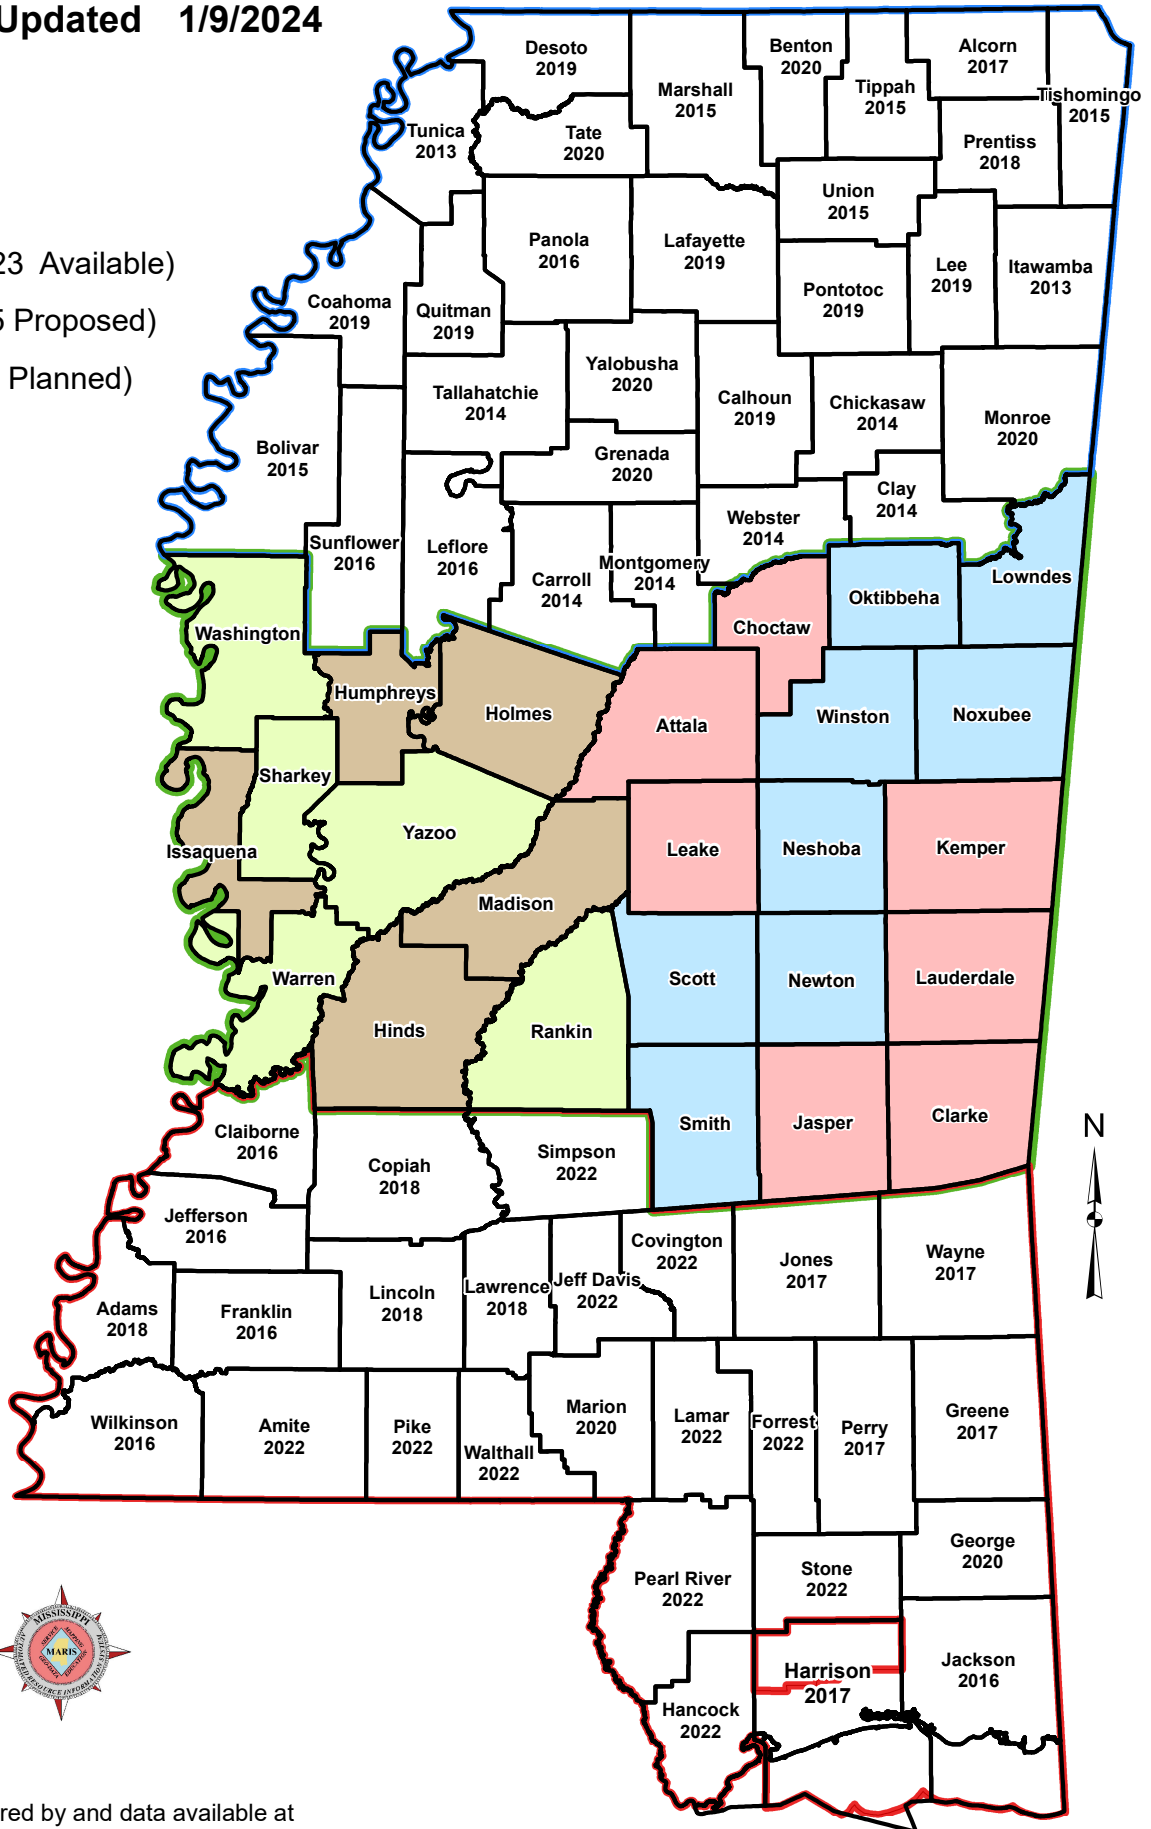 Updated 1/9/2024
23 Available)
5 Proposed)
Planned)
Desoto
2019
Marshall
2015
Benton
2020
Tippah
2015
Alcorn
2017
Tishomingo
2015
Tunica
2013
Tate
2020
Prentiss
2018
Union
2015
Panola
2016
Lafayette
2019
Pontotoc
2019
Lee
2019
Itawamba
2013
Coahoma
2019
Quitman
2019
Yalobusha
2020
Tallahatchie
2014
Calhoun
2019
Chickasaw
2014
Monroe
2020
Bolivar
2015
Grenada
2020
Clay
2014
Webster
2014
Sunflower
2016
Leflore
2016
Carroll
2014
Montgomery
2014
Lowndes
Oktibbeha
Choctaw
Washington
Humphreys
Holmes
Attala
Winston
Noxubee
Sharkey
Yazoo
Issaquena
Leake
Neshoba
Kemper
Madison
Warren
Scott
Newton
Lauderdale
Hinds
Rankin
Smith
Jasper
Clarke
N
Claiborne
2016
Copiah
2018
Simpson
2022
Jefferson
2016
Covington
2022
Jones
2017
Wayne
2017
Adams
2018
Franklin
2016
Lincoln
2018
Lawrence
2018
Jeff Davis
2022
Wilkinson
2016
Amite
2022
Pike
2022
Walthall
2022
Marion
2020
Lamar
2022
Forrest
2022
Perry
2017
Greene
2017
Pearl River
2022
Stone
2022
George
2020
Harrison
2017
Jackson
2016
Hancock
2022
MISSISSIPPI
AUTOMATED RESOURCE INFORMATION SYSTEM
MARIS
red by and data available at